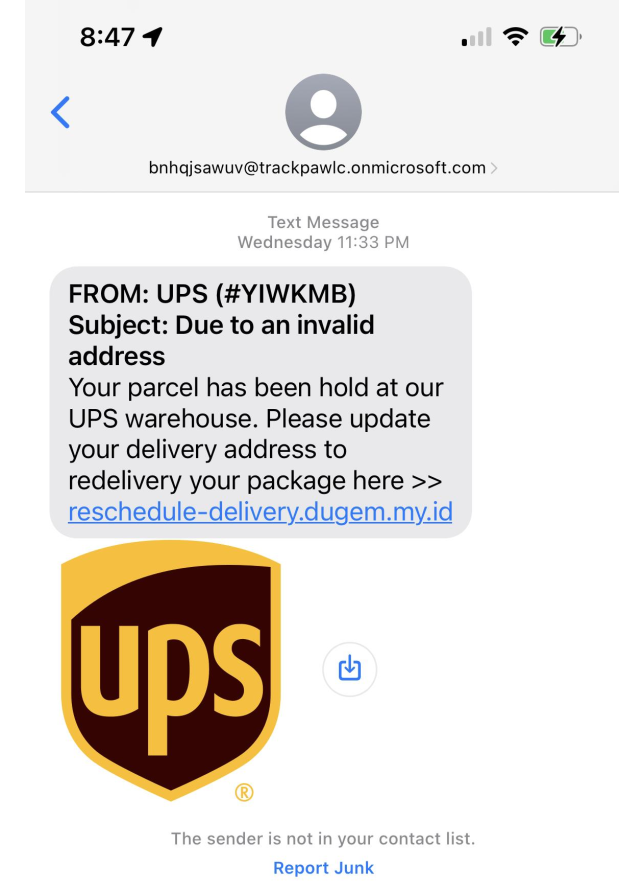 8:47
bnhqjsawuv@trackpawlc.onmicrosoft.com
Text Message
Wednesday 11:33 PM
FROM: UPS (#YIWKMB)
Subject: Due to an invalid
address
Your parcel has been hold at our
UPS warehouse. Please update
your delivery address to
redelivery your package here >>
reschedule-delivery.dugem.my.id
ups
®
The sender is not in your contact list.
Report Junk